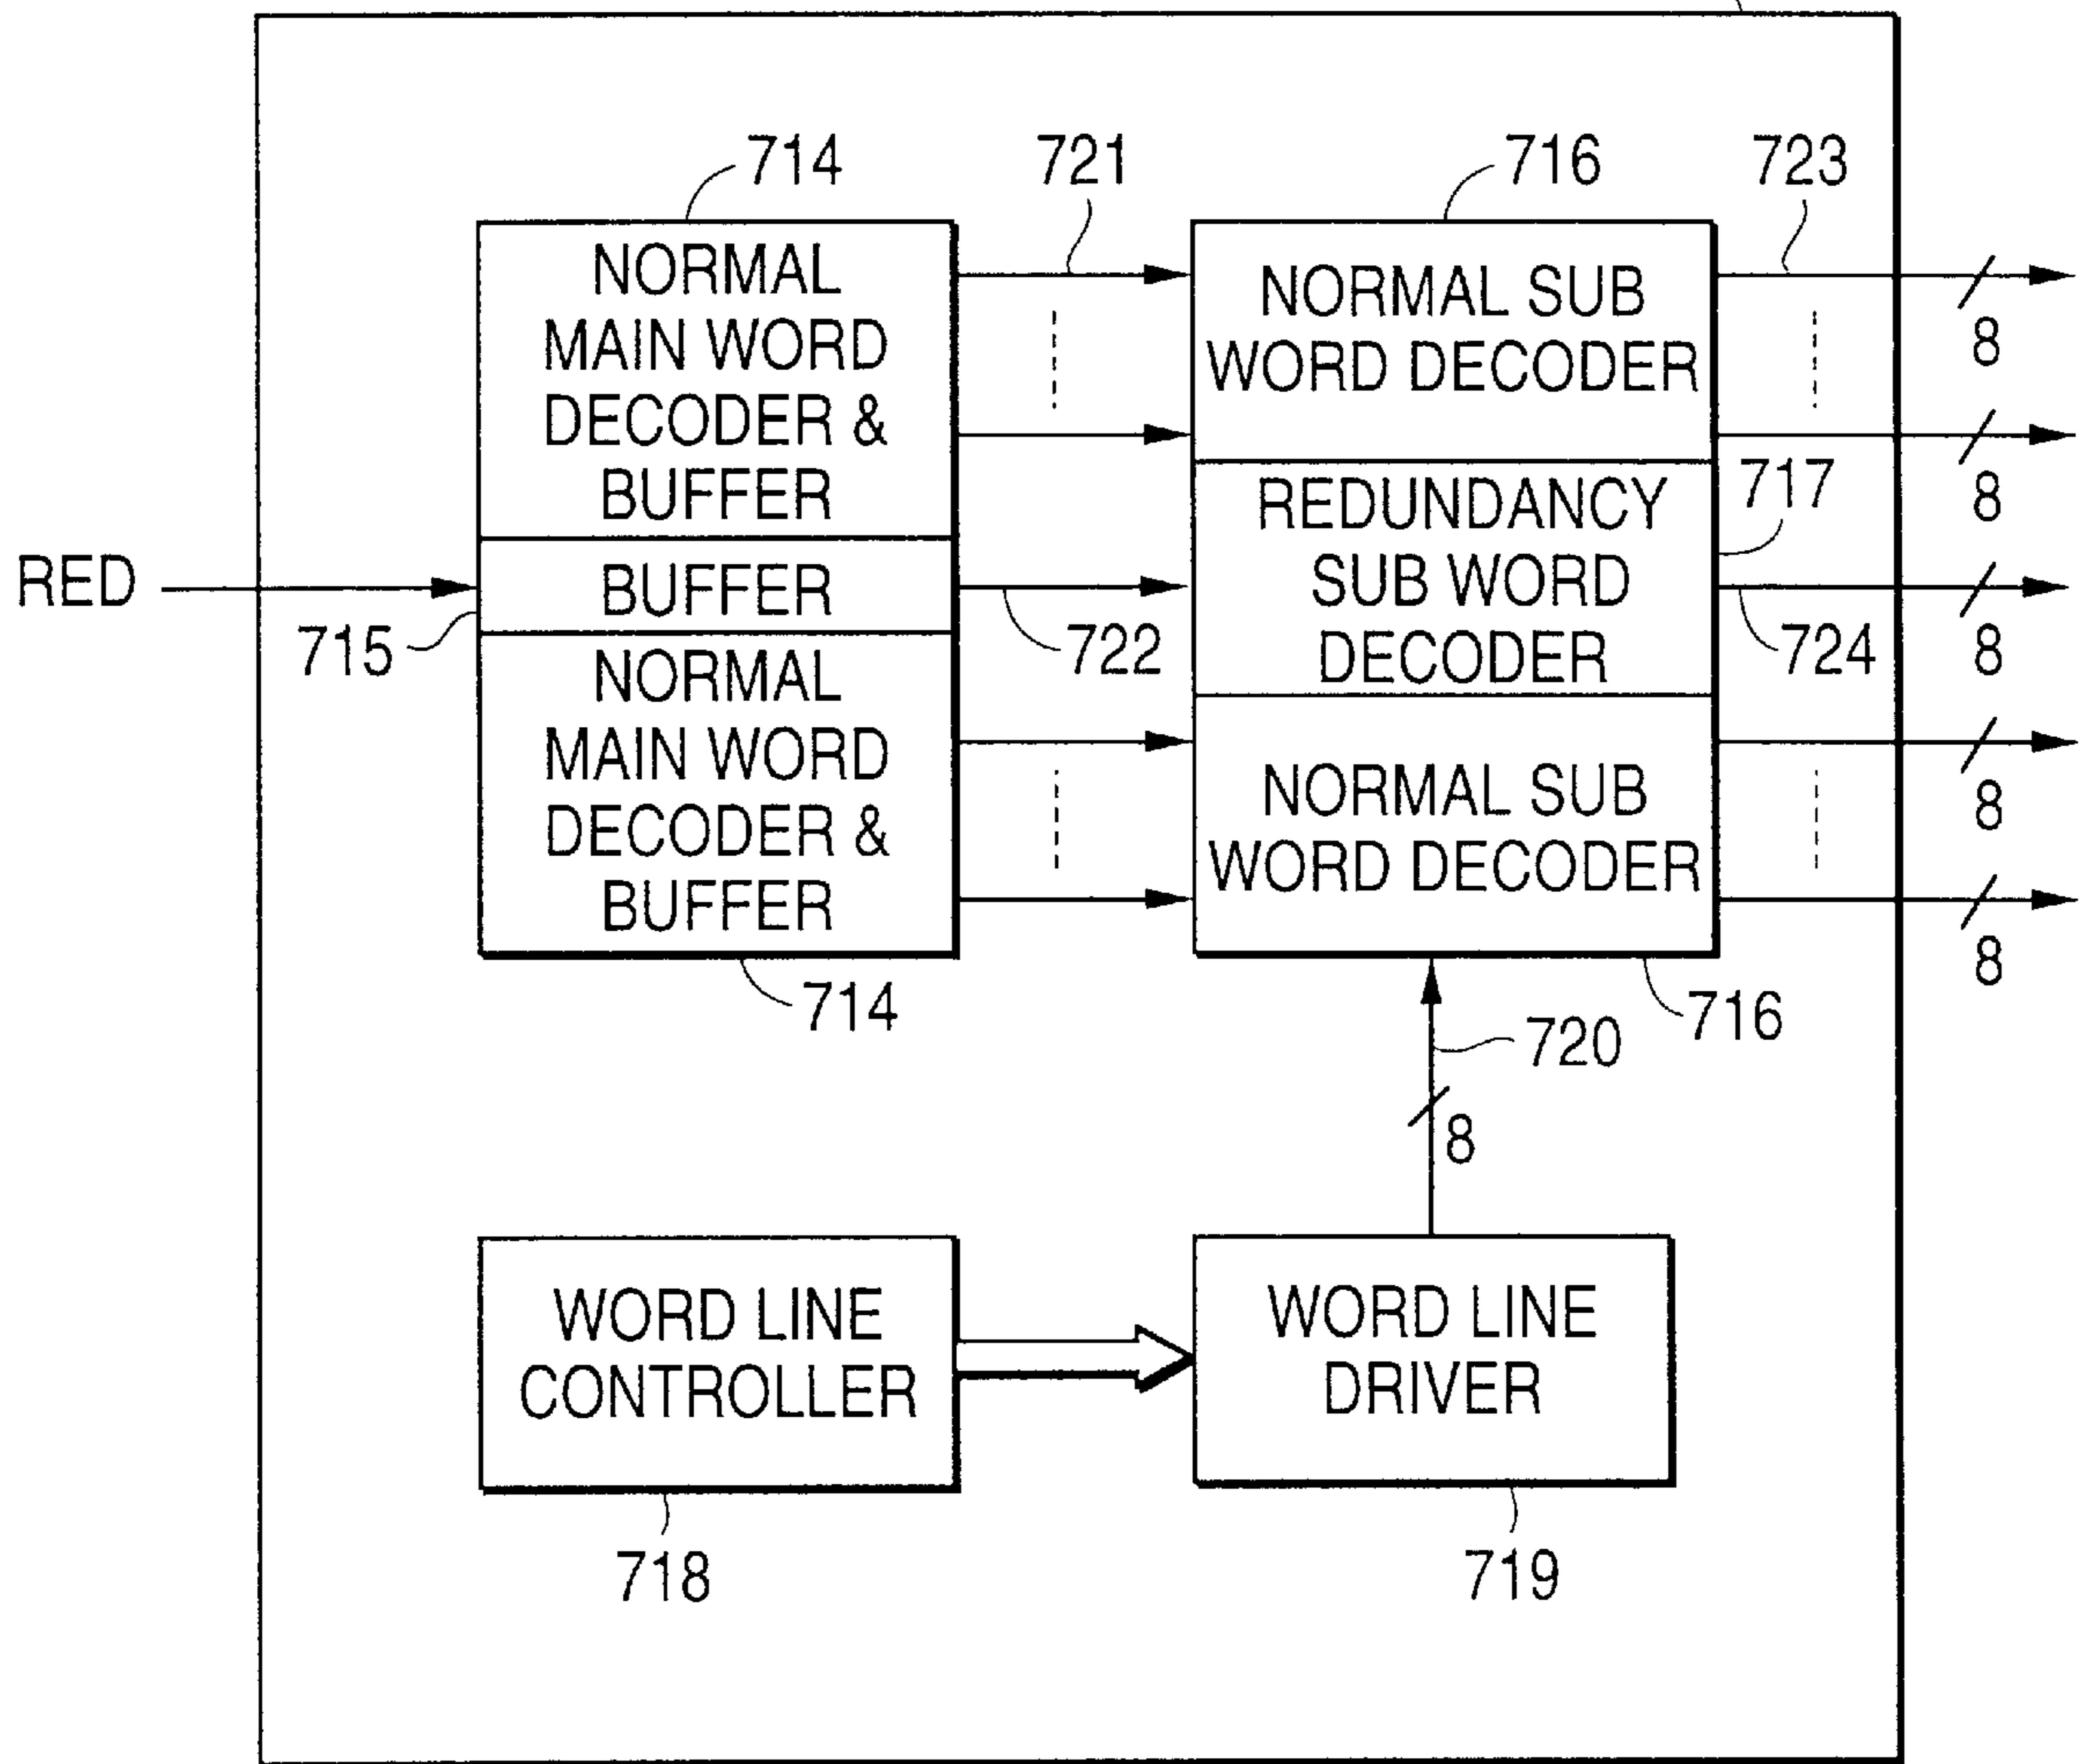 714
721
716
723
NORMAL
MAIN WORD
DECODER &
BUFFER
NORMAL SUB
WORD DECODER
8
8
717
REDUNDANCY
SUB WORD
DECODER
RED
BUFFER
715
722
724
8
NORMAL
MAIN WORD
DECODER &
BUFFER
NORMAL SUB
WORD DECODER
8
8
714
716
720
8
WORD LINE
CONTROLLER
WORD LINE
DRIVER
718
719